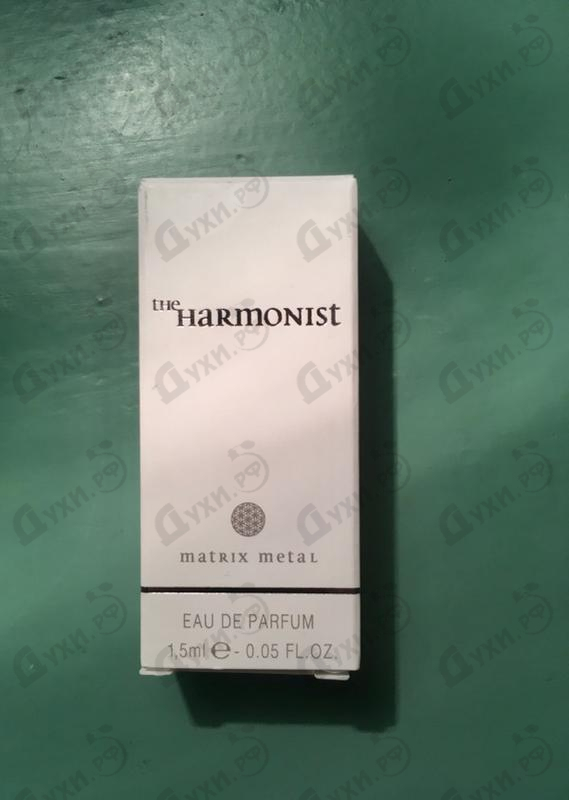 the Harmonist
matrix metal
EAU DE PARFUM
1,5ml e - 0.05 FL.OZ.
Духи.РФ